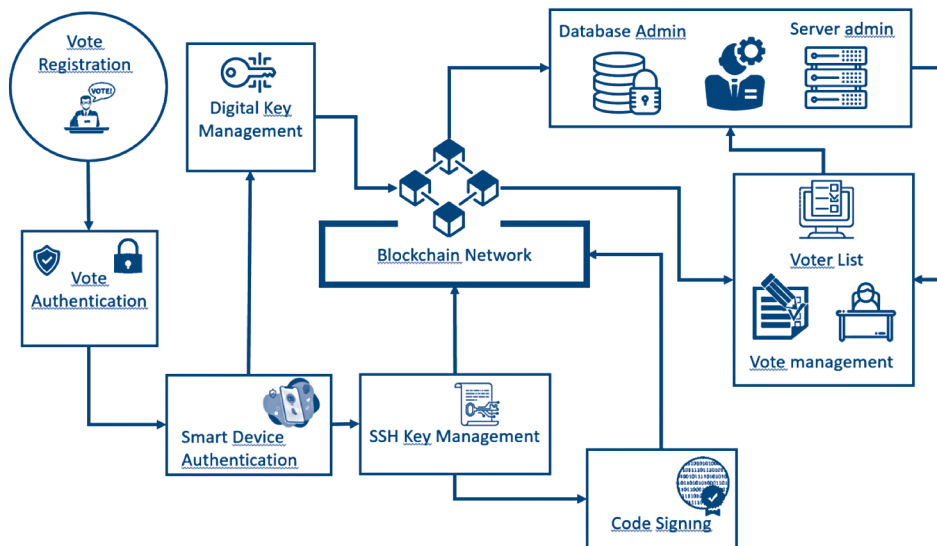 Vote
Registration
VOTE!
Digital Key
Management
Database Admin
Server admin
Blockchain Network
Vote
Authentication
Voter List
Vote management
Smart Device
Authentication
SSH Key Management
Code Signing